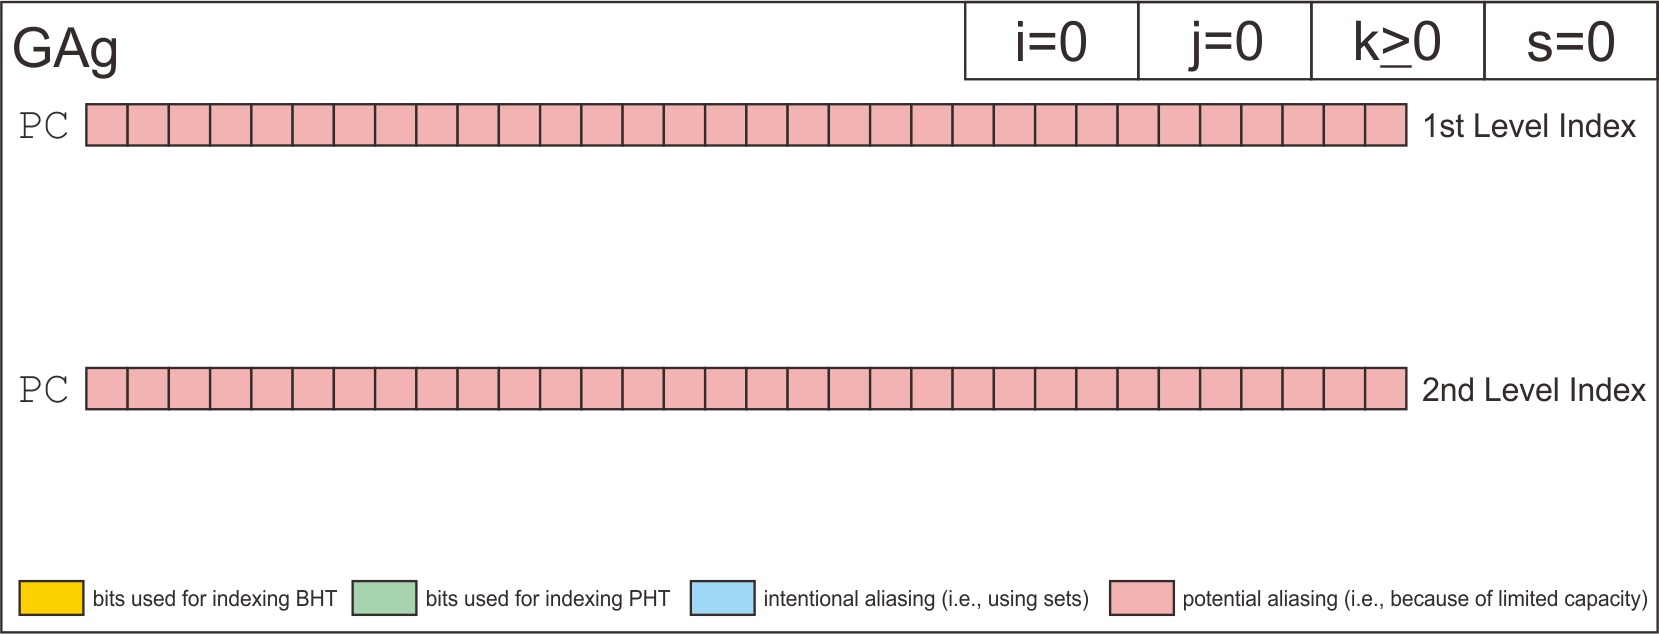 GAg
i=0 j=0 k≥0 s=0
PC 1st Level Index
PC 2nd Level Index
bits used for indexing BHT bits used for indexing PHT intentional aliasing (i.e., using sets) potential aliasing (i.e., because of limited capacity)